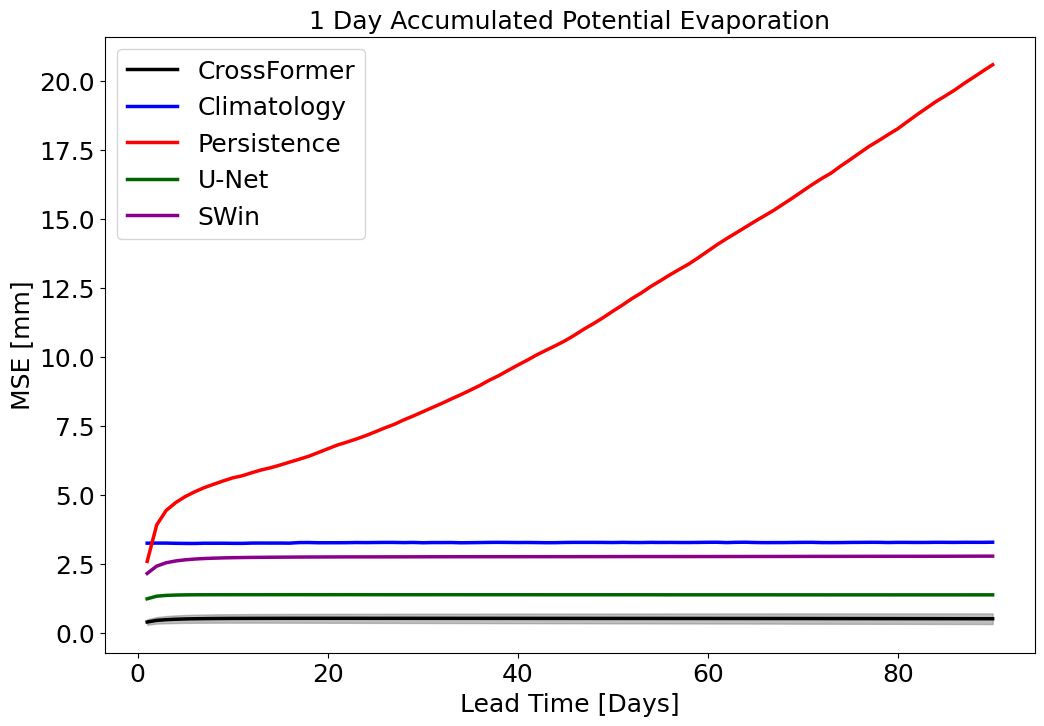 1 Day Accumulated Potential Evaporation
CrossFormer
Climatology
Persistence
U-Net
SWin
MSE [mm]
20.0
17.5
15.0
12.5
10.0
7.5
5.0
2.5
0.0
0 20 40 60 80
Lead Time [Days]